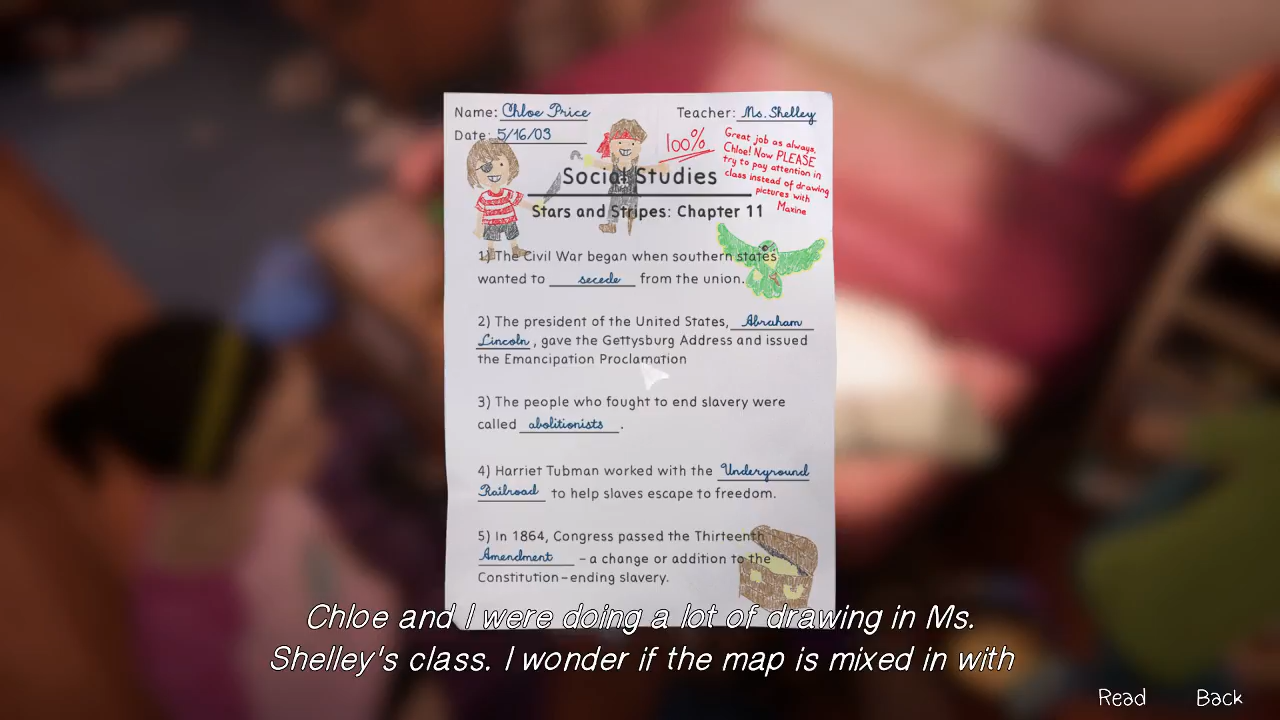 Name: Chloe Price
Teacher: Ms. Shelley
Date: 5/16/03
100%
Great job as always,
Chloe! Now PLEASE
try to pay attention in
class instead of drawing
pictures with
Maxine
Social Studies
Stars and Stripes: Chapter 11
1) The Civil War began when southern states
wanted to secede from the union.
2) The president of the United States, Abraham
Lincoln, gave the Gettysburg Address and issued
the Emancipation Proclamation
3) The people who fought to end slavery were
called abolitionists.
4) Harriet Tubman worked with the Underground
Railroad to help slaves escape to freedom.
5) In 1864, Congress passed the Thirteenth
Amendment - a change or addition to the
Constitution-ending slavery.
Chloe and I were doing a lot of drawing in Ms.
Shelley's class. I wonder if the map is mixed in with
Read Back